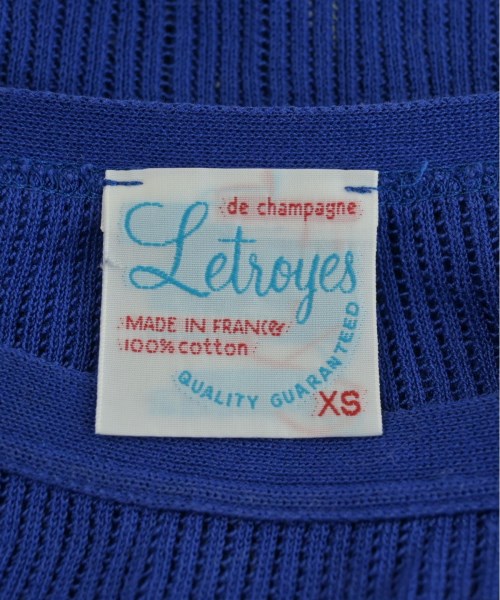 de champagne
Letroyes
MADE IN FRANCE
100% cotton
QUALITY GUARANTEED
XS